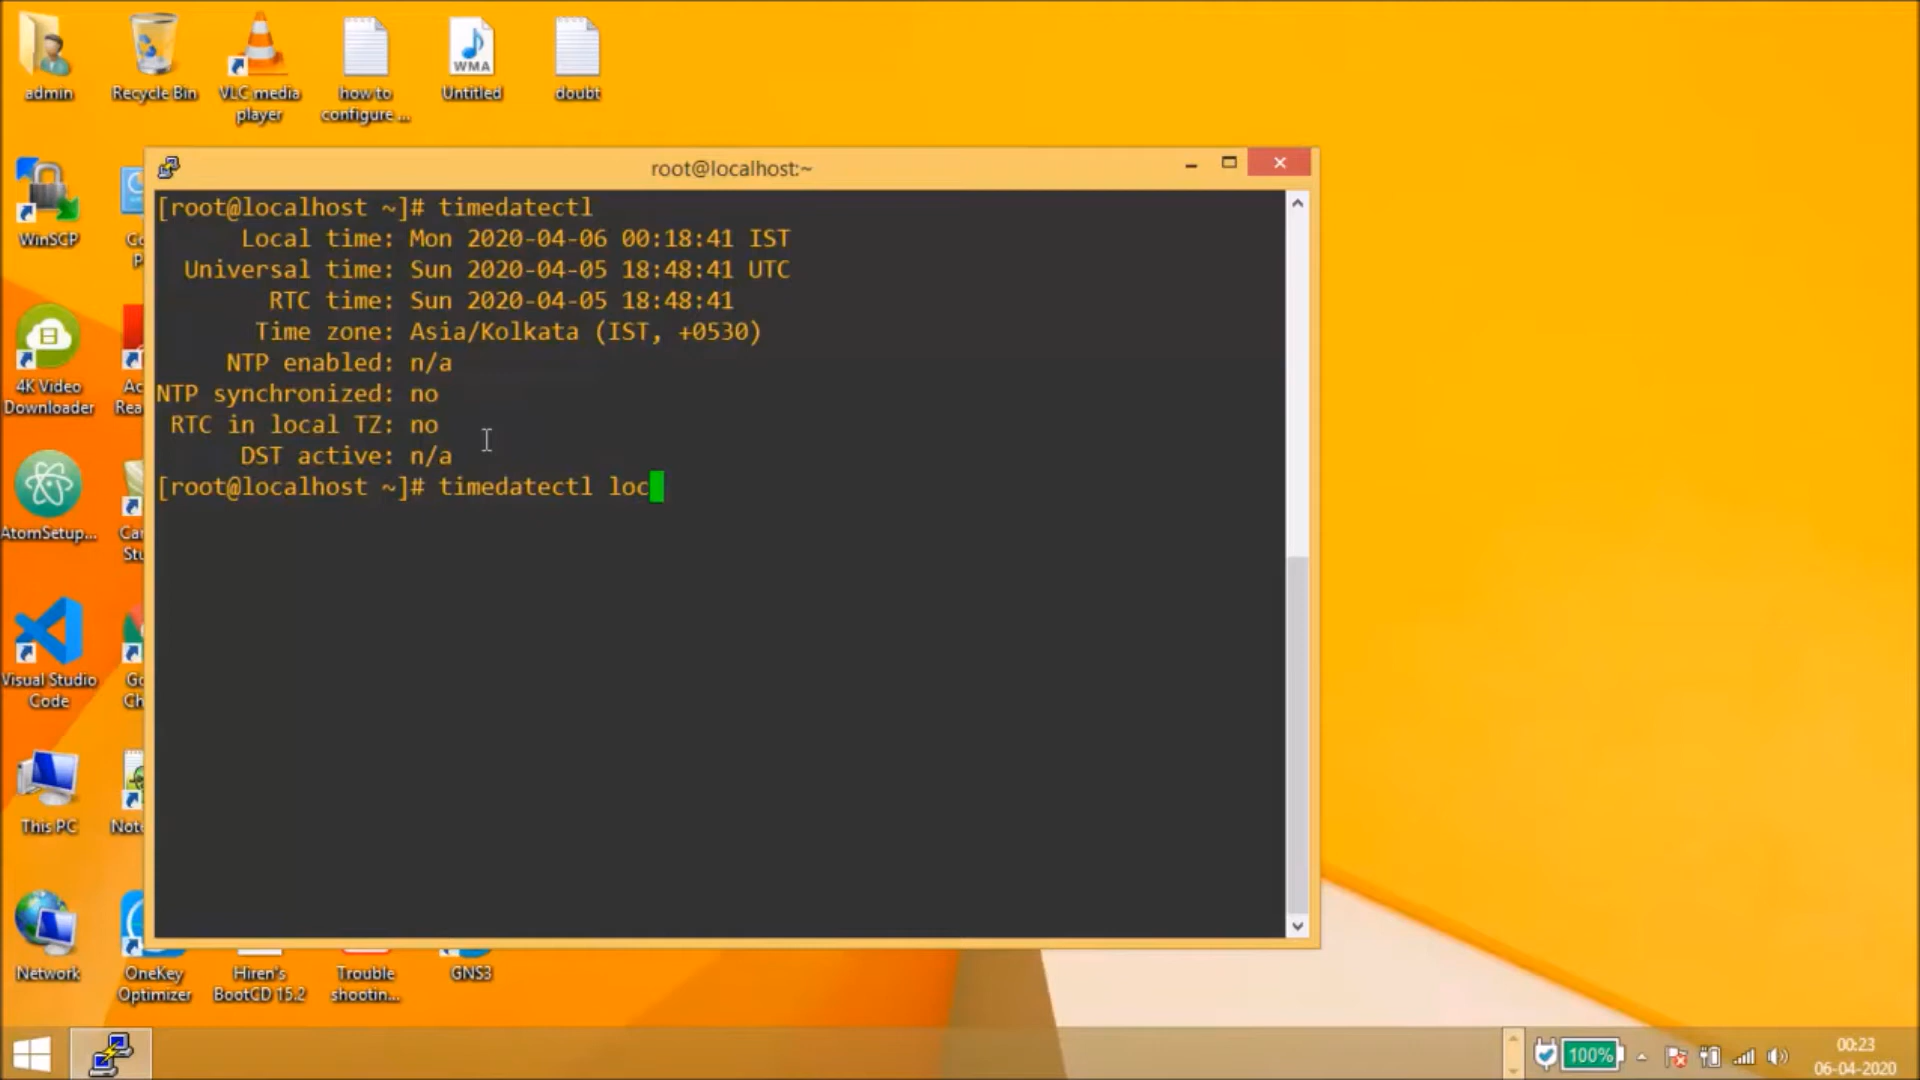 admin
Recycle Bin
VLC media
player
how to
configure ...
WMA
Untitled
doubt
root@localhost:~
[root@localhost ~]# timedatectl
Local time: Mon 2020-04-06 00:18:41 IST
Universal time: Sun 2020-04-05 18:48:41 UTC
RTC time: Sun 2020-04-05 18:48:41
Time zone: Asia/Kolkata (IST, +0530)
NTP enabled: n/a
NTP synchronized: no
RTC in local TZ: no
DST active: n/a
[root@localhost ~]# timedatectl loc
WinSCP
4K Video
Downloader
AtomSetup...
Visual Studio
Code
This PC
Network
OneKey
Optimizer
Hiren's
BootCD 15.2
Trouble
shootin...
GNS3
100%
00:23
06-04-2020